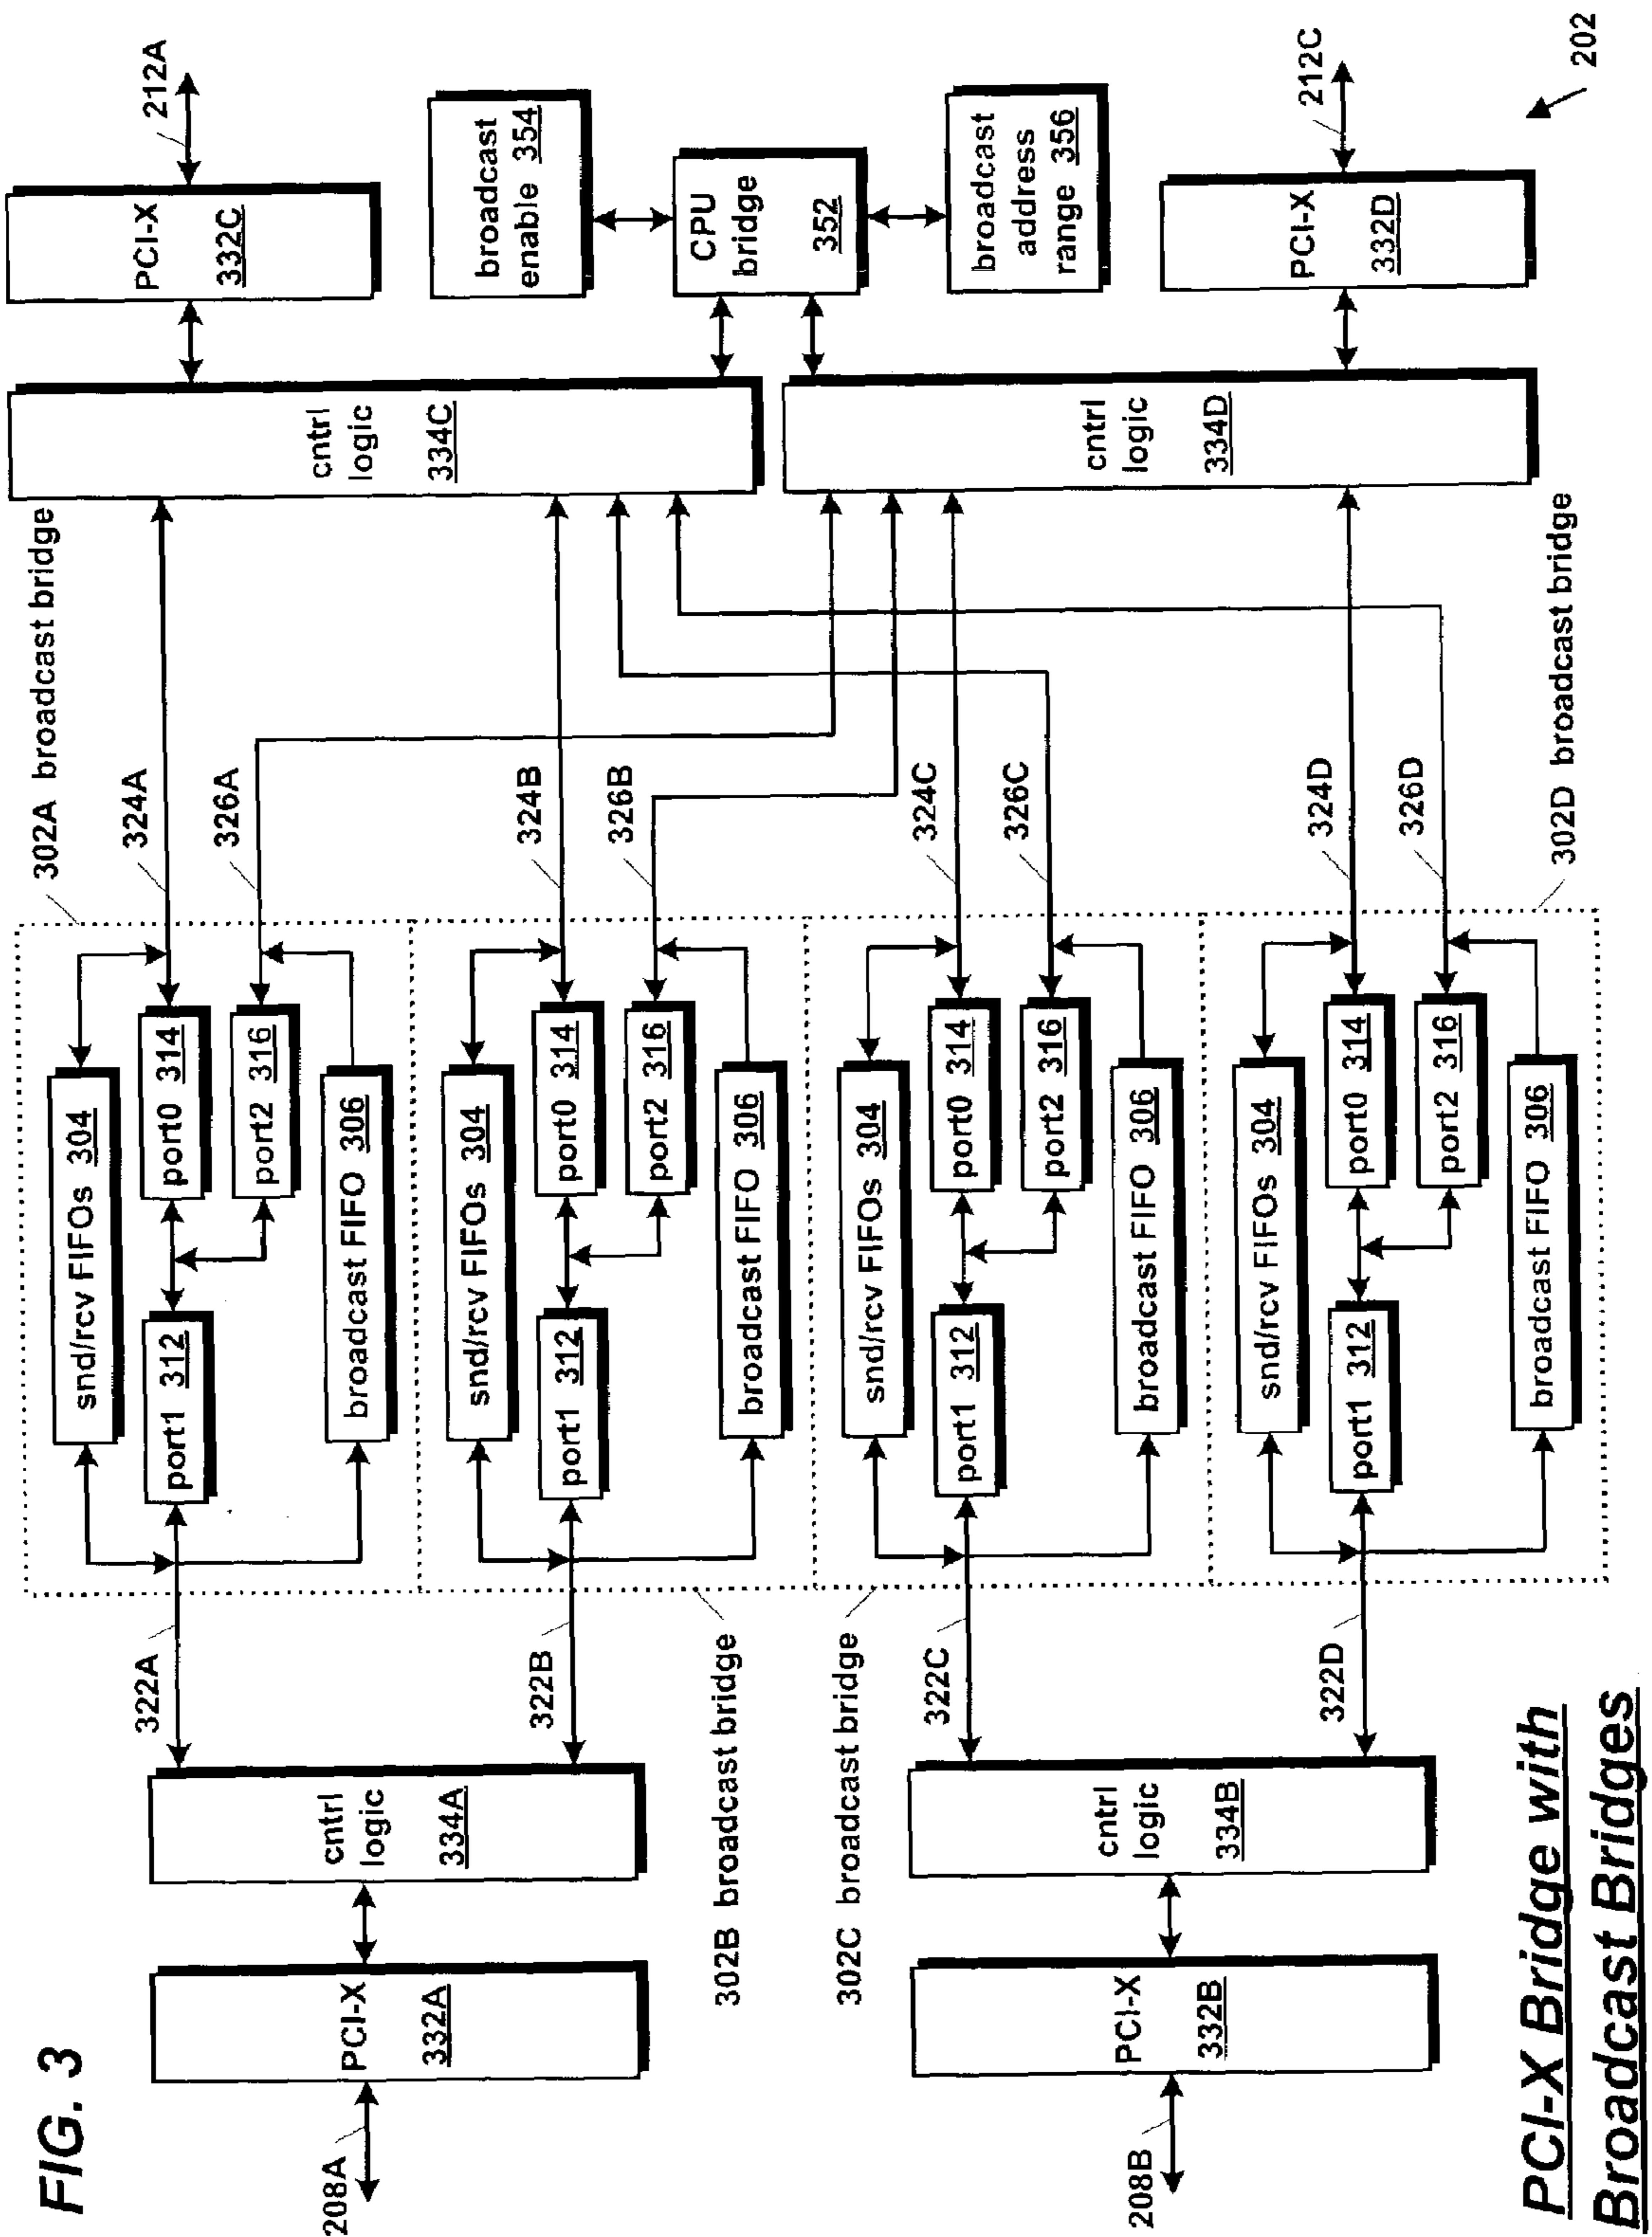 FIG. 3
208A
PCI-X
332A
cntrl
logic
334A
322A
322B
302B broadcast bridge
302C broadcast bridge
208B
PCI-X
332B
cntrl
logic
334B
322C
322D
302A broadcast bridge
snd/rcv FIFOs 304
port1 312
port0 314
port2 316
broadcast FIFO 306
324A
326A
snd/rcv FIFOs 304
port1 312
port0 314
port2 316
broadcast FIFO 306
324B
326B
snd/rcv FIFOs 304
port1 312
port0 314
port2 316
broadcast FIFO 306
324C
326C
snd/rcv FIFOs 304
port1 312
port0 314
port2 316
broadcast FIFO 306
324D
326D
302D broadcast bridge
cntrl
logic
334C
cntrl
logic
334D
PCI-X
332C
212A
broadcast
enable 354
CPU
bridge
352
broadcast
address
range 356
PCI-X
332D
212C
202
PCI-X Bridge with
Broadcast Bridges